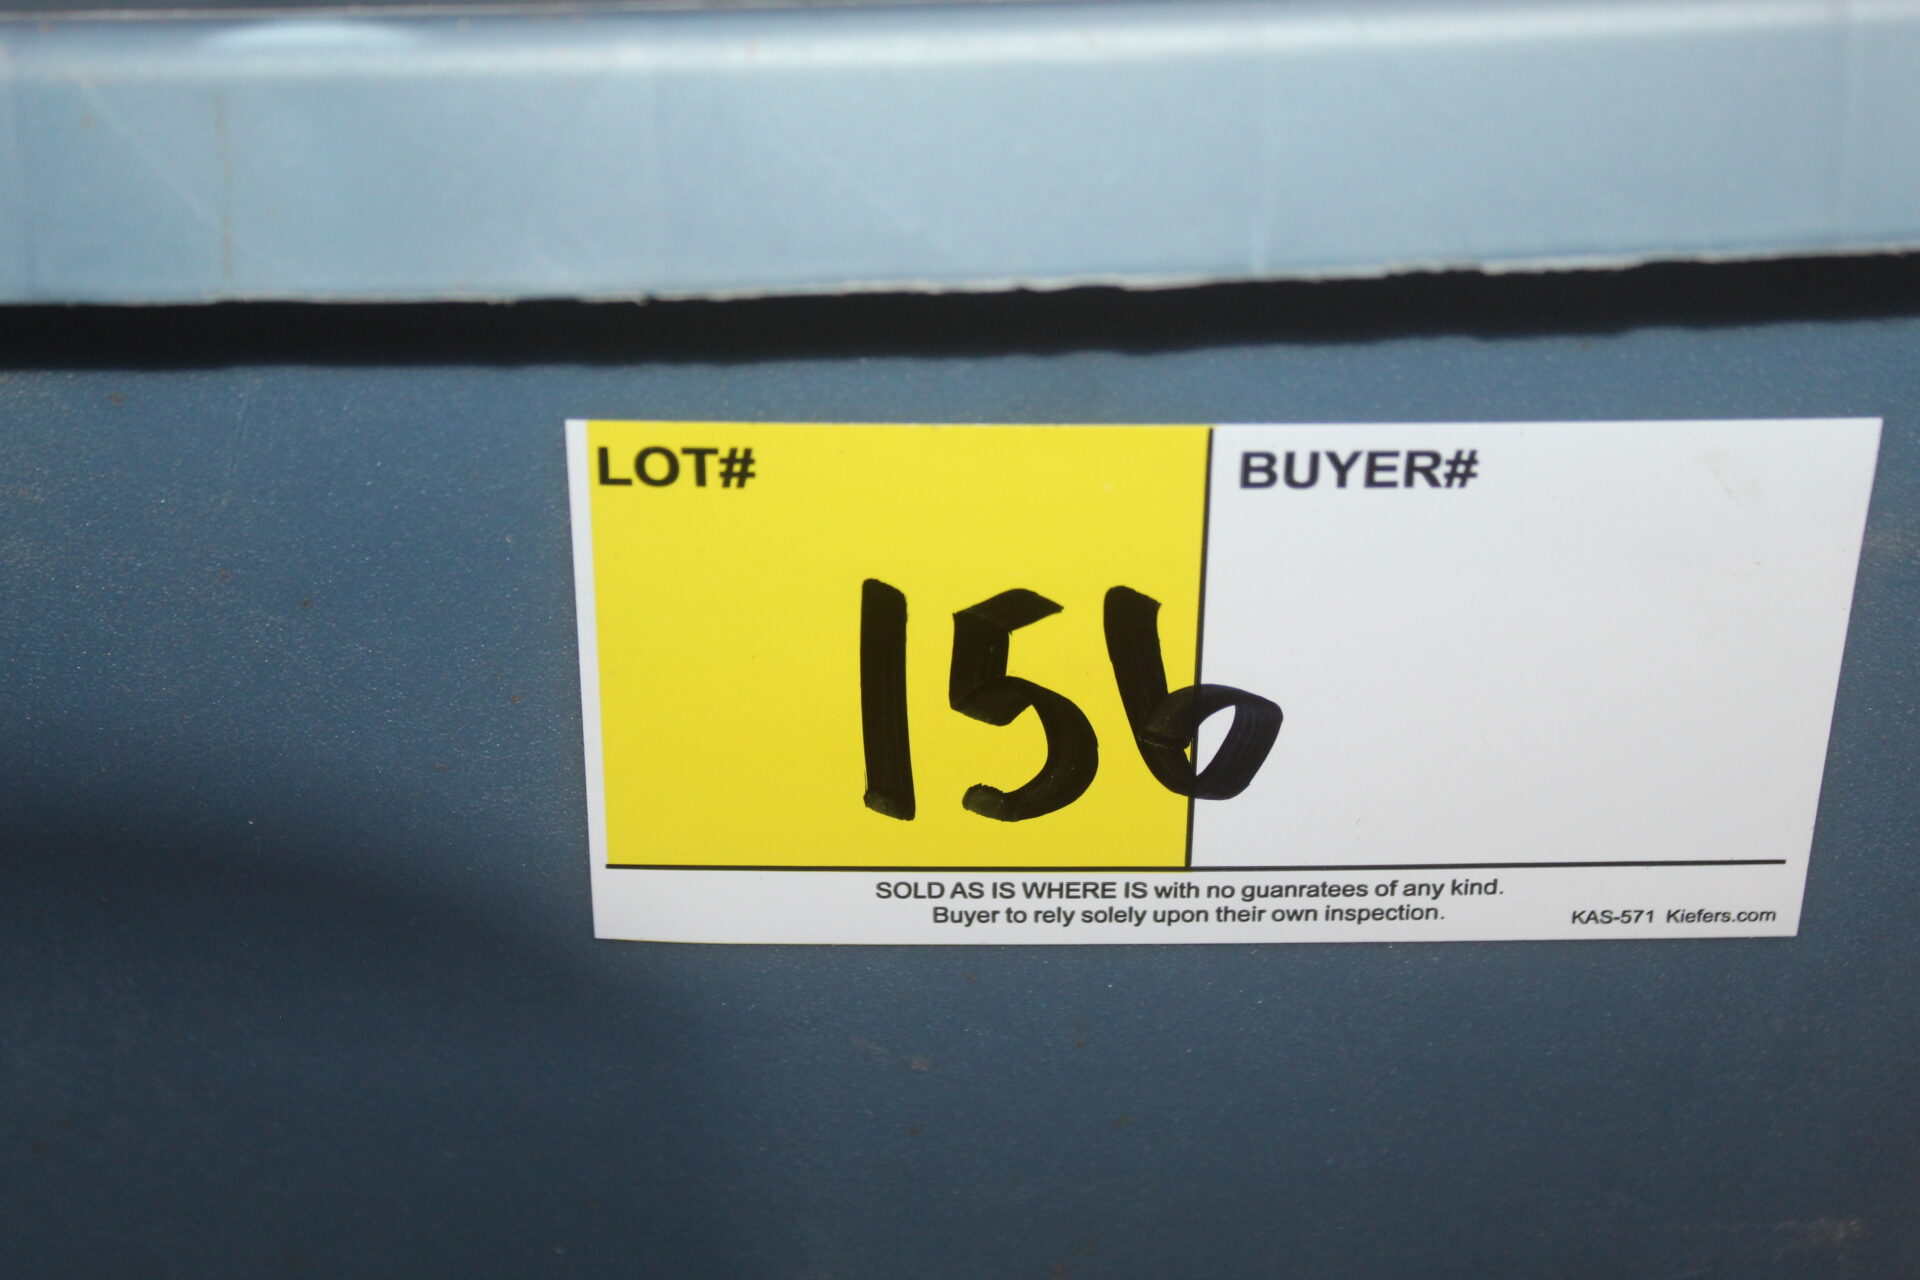 LOT# BUYER#
156
SOLD AS IS WHERE IS with no guanratees of any kind.
Buyer to rely solely upon their own inspection. KAS-571 Kiefers.com